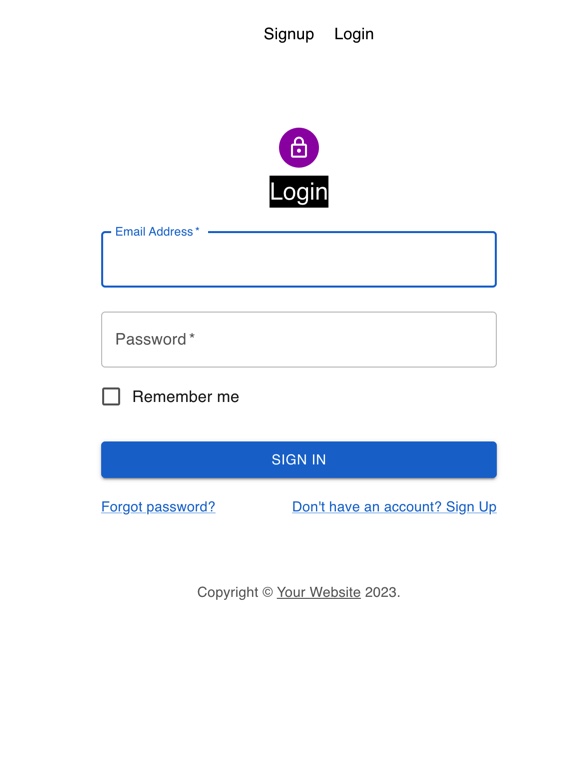 Signup Login
Login
Email Address *
Password *
Remember me
SIGN IN
Forgot password? Don't have an account? Sign Up
Copyright © Your Website 2023.